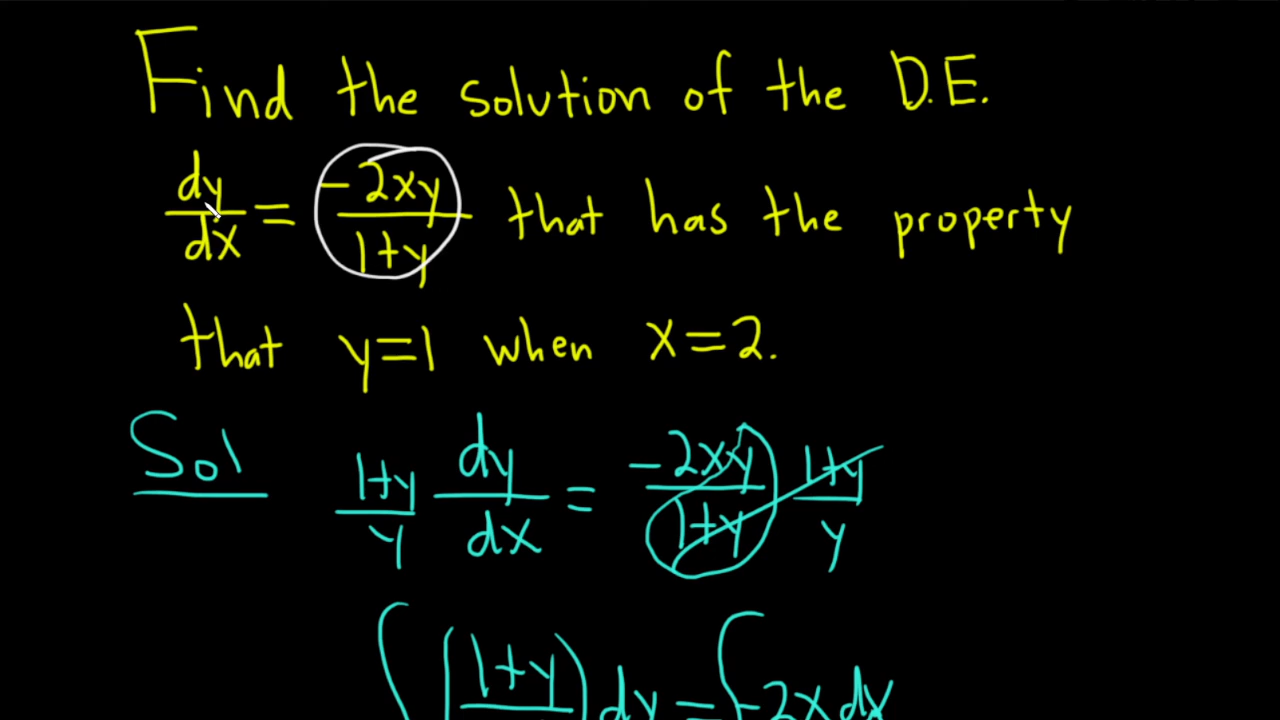 Find the solution of the D.E.
dy/dx = -2xy/1+y that has the property
that y=1 when x=2.
Sol 1+y/y dy/dx = -2xy/1+y 1+y/y
∫(1+y
)dy = ∫-2x dx